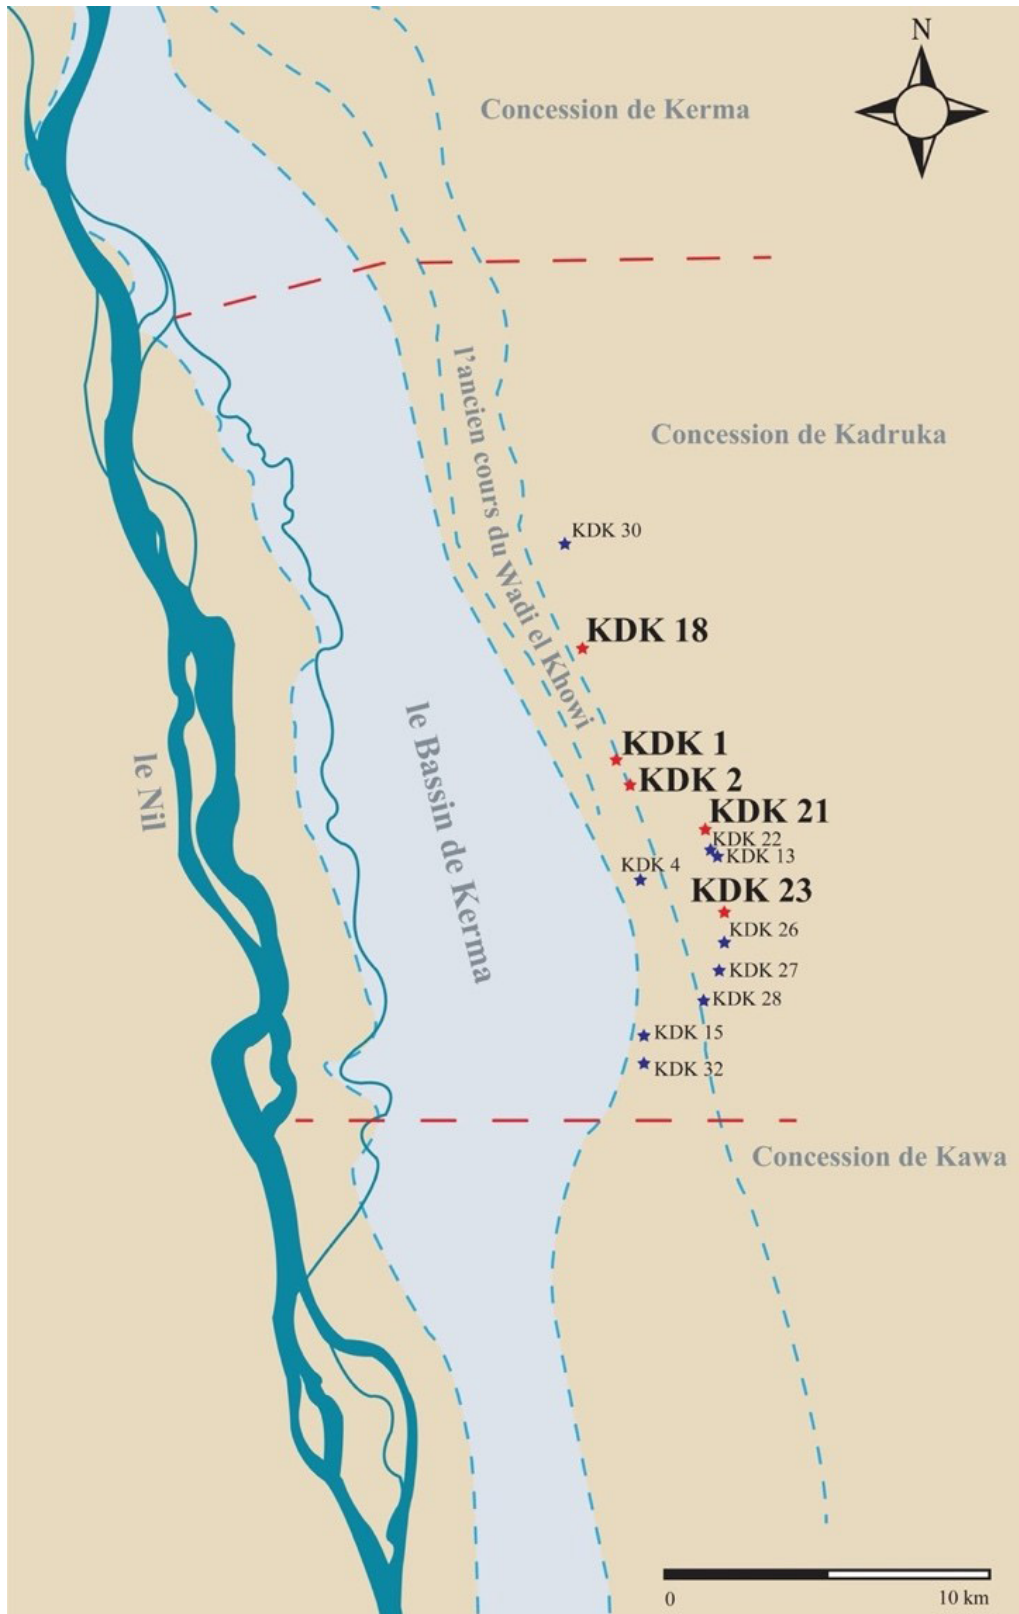 N
Concession de Kerma
l'ancien cours du Wadi el Khowi
Concession de Kadruka
KDK 30
KDK 18
le Bassin de Kerma
le Nil
KDK 1
KDK 2
KDK 21
KDK 22
KDK 13
KDK 4
KDK 23
KDK 26
KDK 27
KDK 28
KDK 15
KDK 32
Concession de Kawa
0
10 km